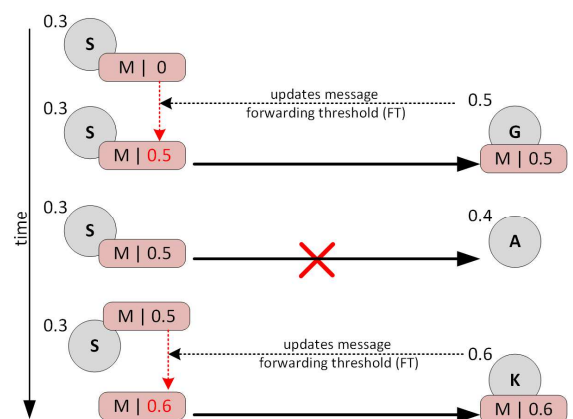 0.3
S
M | 0
updates message
forwarding threshold (FT)
0.5
0.3
S
M | 0.5
G
M | 0.5
time
0.3
S
M | 0.5
0.4
A
M | 0.5
0.3
S
updates message
forwarding threshold (FT)
0.6
K
M | 0.6
M | 0.6